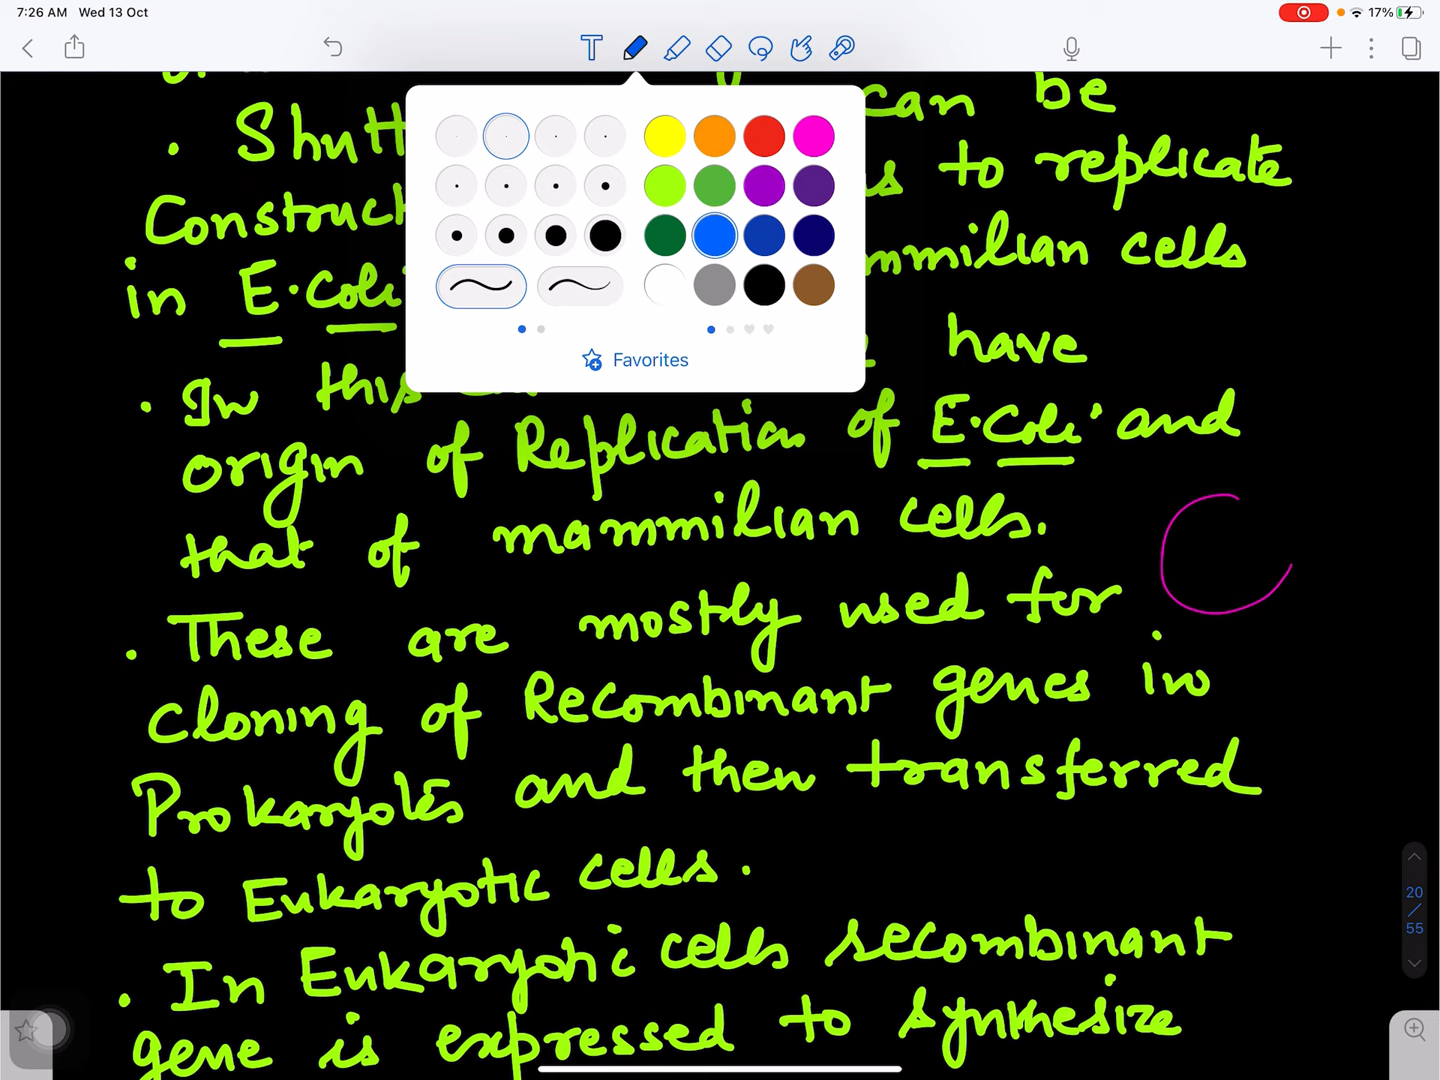 7:26 AM Wed 13 Oct
17%
can be
. Shutt
Construct
s to replicate
mmilian cells
in E.Coli
Favorites
. In this
have
origin of Replication of E.Coli and
that of mammilian cells.
. These are mostly used for
cloning of Recombinant genes in
Prokaryotes and then transferred
to Eukaryotic cells.
. In Eukaryotic cells recombinant
gene is expressed to synthesize
20
/
55